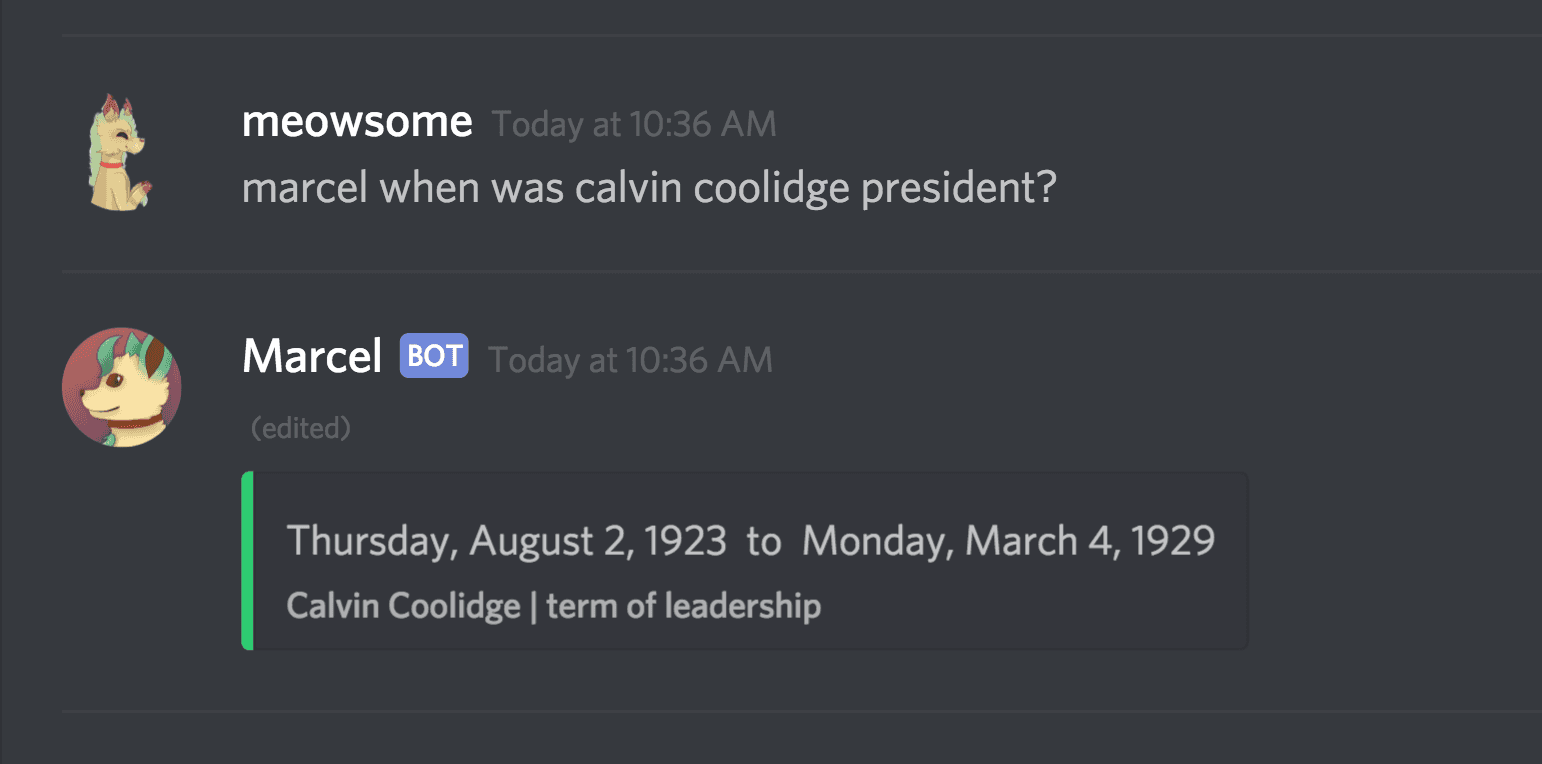 meowsome Today at 10:36 AM
marcel when was calvin coolidge president?
Marcel BOT Today at 10:36 AM
(edited)
Thursday, August 2, 1923 to Monday, March 4, 1929
Calvin Coolidge | term of leadership